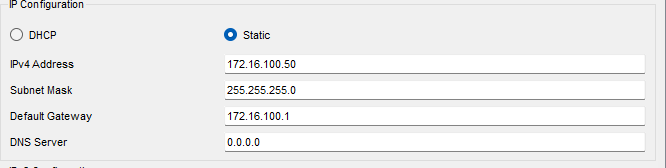 IP Configuration
DHCP Static
IPv4 Address 172.16.100.50
Subnet Mask 255.255.255.0
Default Gateway 172.16.100.1
DNS Server 0.0.0.0